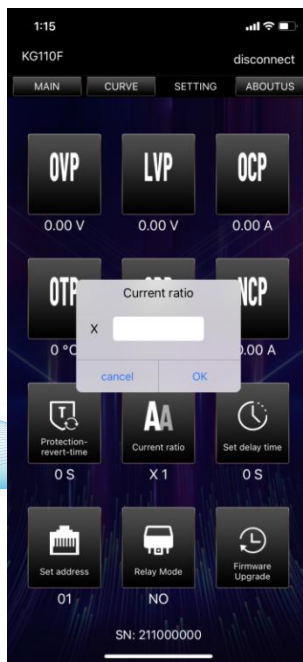 1:15
KG110F
disconnect
MAIN CURVE SETTING ABOUTUS
OVP LVP OCP
0.00 V 0.00 V 0.00 A
OTP NCP
Current ratio
X
0 °C 0.00 A
cancel OK
Protection-revert-time Current ratio Set delay time
0 S X 1 0 S
Set address Relay Mode Firmware Upgrade
01 NO
SN: 211000000